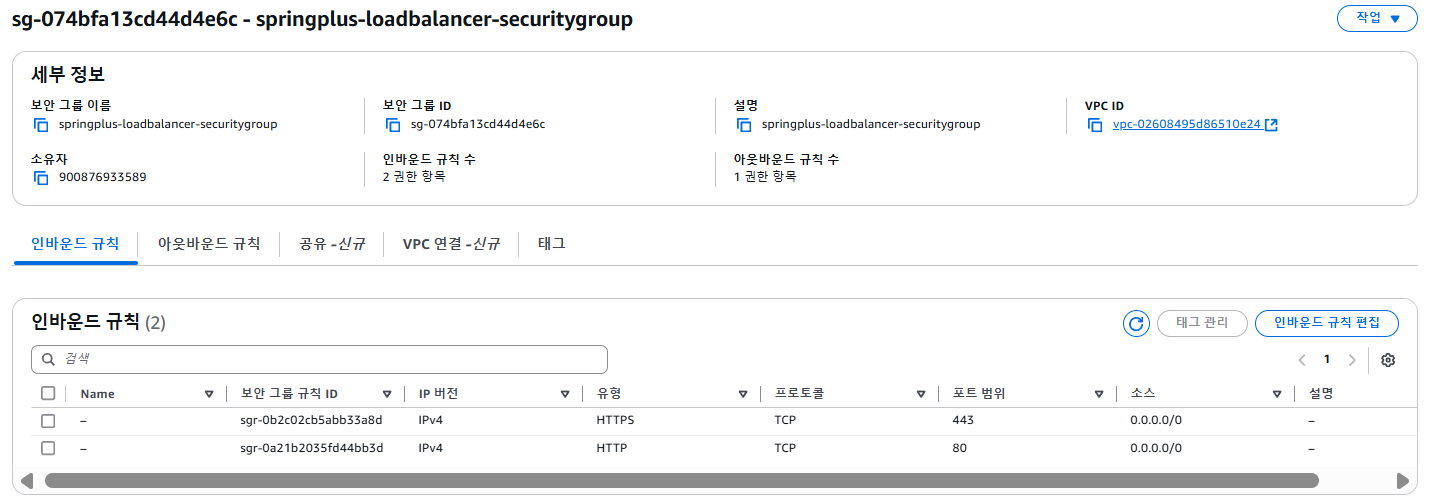 sg-074bfa13cd44d4e6c - springplus-loadbalancer-securitygroup 작업
세부 정보
보안 그룹 이름 보안 그룹 ID 설명 VPC ID
springplus-loadbalancer-securitygroup sg-074bfa13cd44d4e6c springplus-loadbalancer-securitygroup vpc-02608495d86510e24
소유자 인바운드 규칙 수 아웃바운드 규칙 수
900876933589 2 권한 항목 1 권한 항목
인바운드 규칙 아웃바운드 규칙 공유 -신규 VPC 연결 -신규 태그
인바운드 규칙 (2) 태그 관리 인바운드 규칙 편집
검색 1
Name 보안 그룹 규칙 ID IP 버전 유형 프로토콜 포트 범위 소스 설명
– sgr-0b2c02cb5abb33a8d IPv4 HTTPS TCP 443 0.0.0.0/0 –
– sgr-0a21b2035fd44bb3d IPv4 HTTP TCP 80 0.0.0.0/0 –